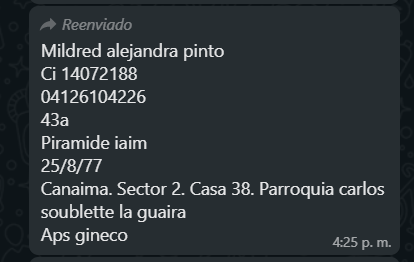 Reenviado
Mildred alejandra pinto
Ci 14072188
04126104226
43a
Piramide iaim
25/8/77
Canaima. Sector 2. Casa 38. Parroquia carlos
soublette la guaira
Aps gineco
4:25 p. m.